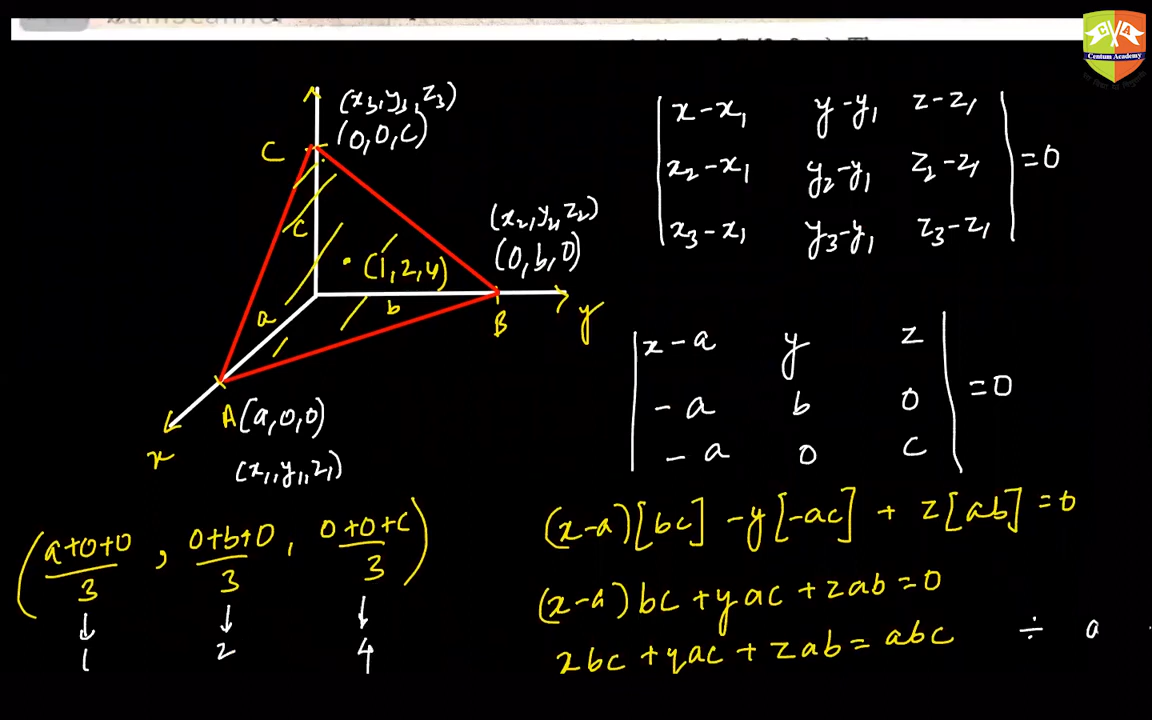 (x₃, y₃, z₃)
(0, 0, c)
C
c
(x₂, y₂, z₂)
(0, b, 0)
(1, 2, 4)
a
b
B
y
A(a, 0, 0)
x
(x₁, y₁, z₁)
(a+0+0/3, 0+b+0/3, 0+0+c/3)
↓ ↓ ↓
1 2 4
| x-x₁ y-y₁ z-z₁ |
| x₂-x₁ y₂-y₁ z₂-z₁ | = 0
| x₃-x₁ y₃-y₁ z₃-z₁ |
| x-a y z |
| -a b 0 | = 0
| -a 0 c |
(x-a)[bc] -y[-ac] + z[ab] = 0
(x-a)bc + yac + zab = 0
xbc + yac + zab = abc ÷ a
CA
Centum Academy